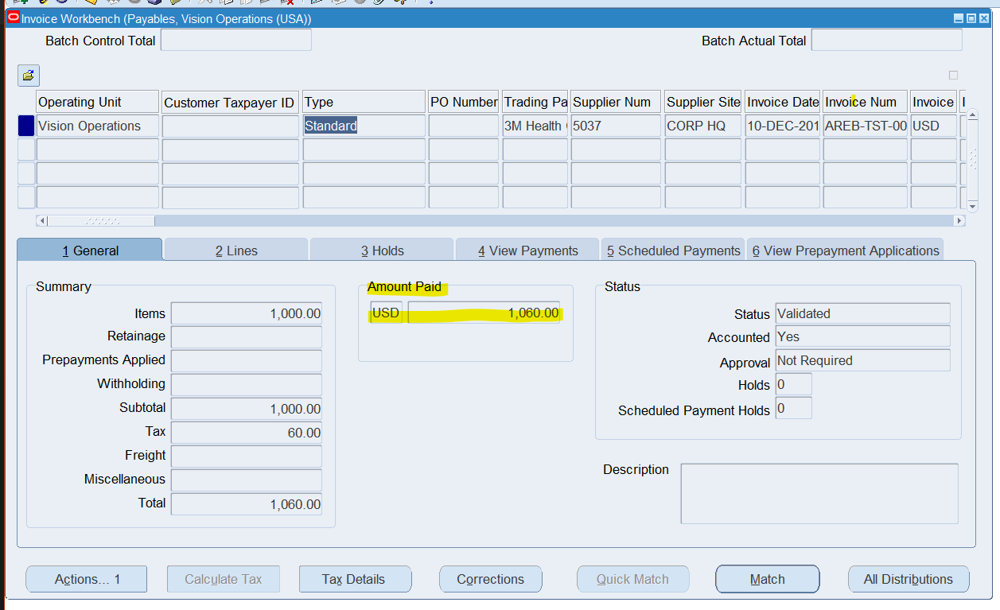 Invoice Workbench (Payables, Vision Operations (USA))
Batch Control Total
Batch Actual Total
Operating Unit Customer Taxpayer ID Type PO Number Trading Pa Supplier Num Supplier Site Invoice Date Invoice Num Invoice
Vision Operations Standard 3M Health 5037 CORP HQ 10-DEC-201 AREB-TST-00 USD
1 General 2 Lines 3 Holds 4 View Payments 5 Scheduled Payments 6 View Prepayment Applications
Summary
Items 1,000.00
Retainage
Prepayments Applied
Withholding
Subtotal 1,000.00
Tax 60.00
Freight
Miscellaneous
Total 1,060.00
Amount Paid
USD 1,060.00
Status
Status Validated
Accounted Yes
Approval Not Required
Holds 0
Scheduled Payment Holds 0
Description
Actions... 1 Calculate Tax Tax Details Corrections Quick Match Match All Distributions